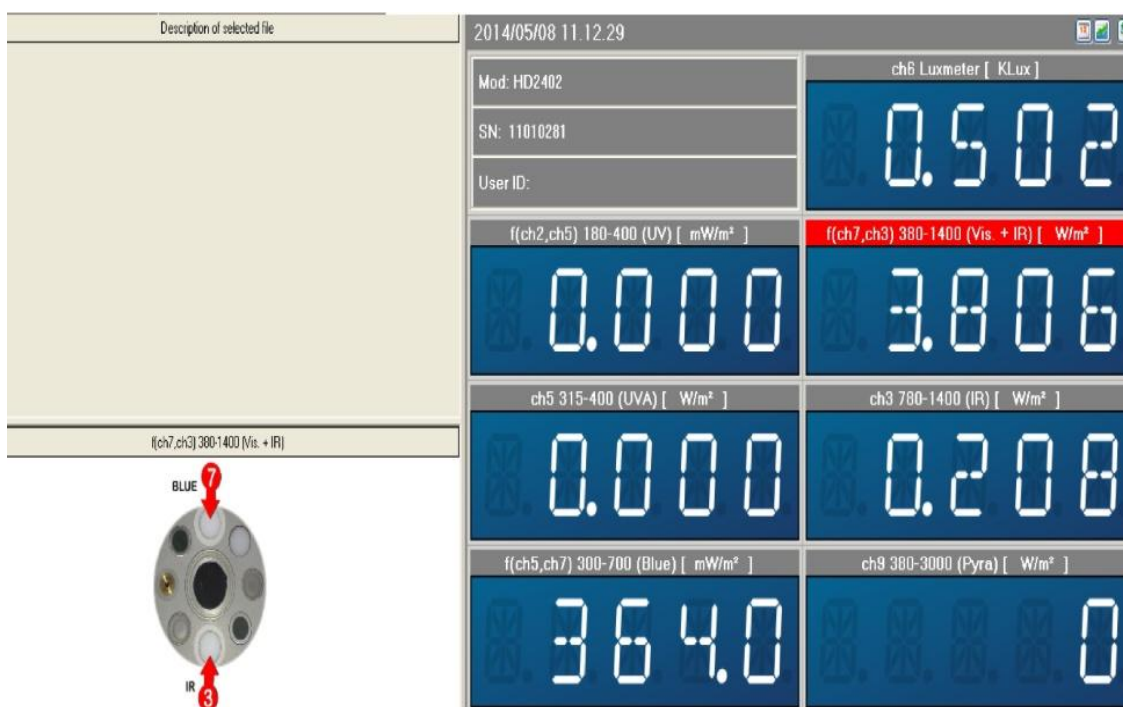 Description of selected file
2014/05/08 11.12.29
Mod: HD2402
SN: 11010281
User ID:
ch6 Luxmeter [ KLux ]
0.502
f(ch2,ch5) 180-400 (UV) [ mW/m² ]
0.000
f(ch7,ch3) 380-1400 (Vis. + IR) [ W/m² ]
3.806
ch5 315-400 (UVA) [ W/m² ]
0.000
ch3 780-1400 (IR) [ W/m² ]
0.208
f(ch5,ch7) 300-700 (Blue) [ mW/m² ]
364.0
ch9 380-3000 (Pyra) [ W/m² ]
0
f(ch7,ch3) 380-1400 (Vis. + IR)
BLUE 7
IR 3